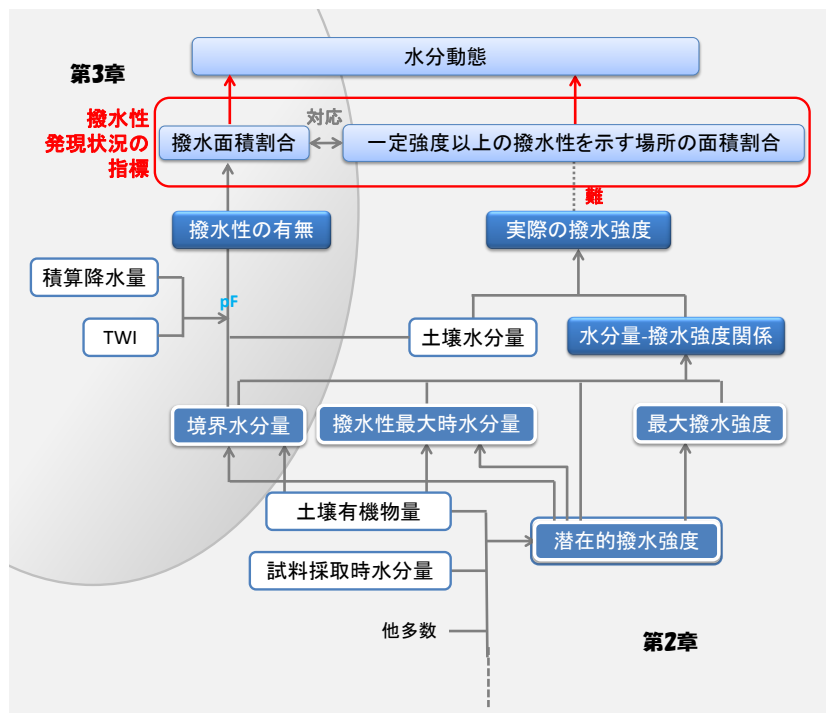 水分動態
第3章
撥水性
発現状況の
指標
対応
撥水面積割合
一定強度以上の撥水性を示す場所の面積割合
難
撥水性の有無
実際の撥水強度
積算降水量
pF
TWI
土壌水分量
水分量-撥水強度関係
境界水分量
撥水性最大時水分量
最大撥水強度
土壌有機物量
潜在的撥水強度
試料採取時水分量
他多数
第2章